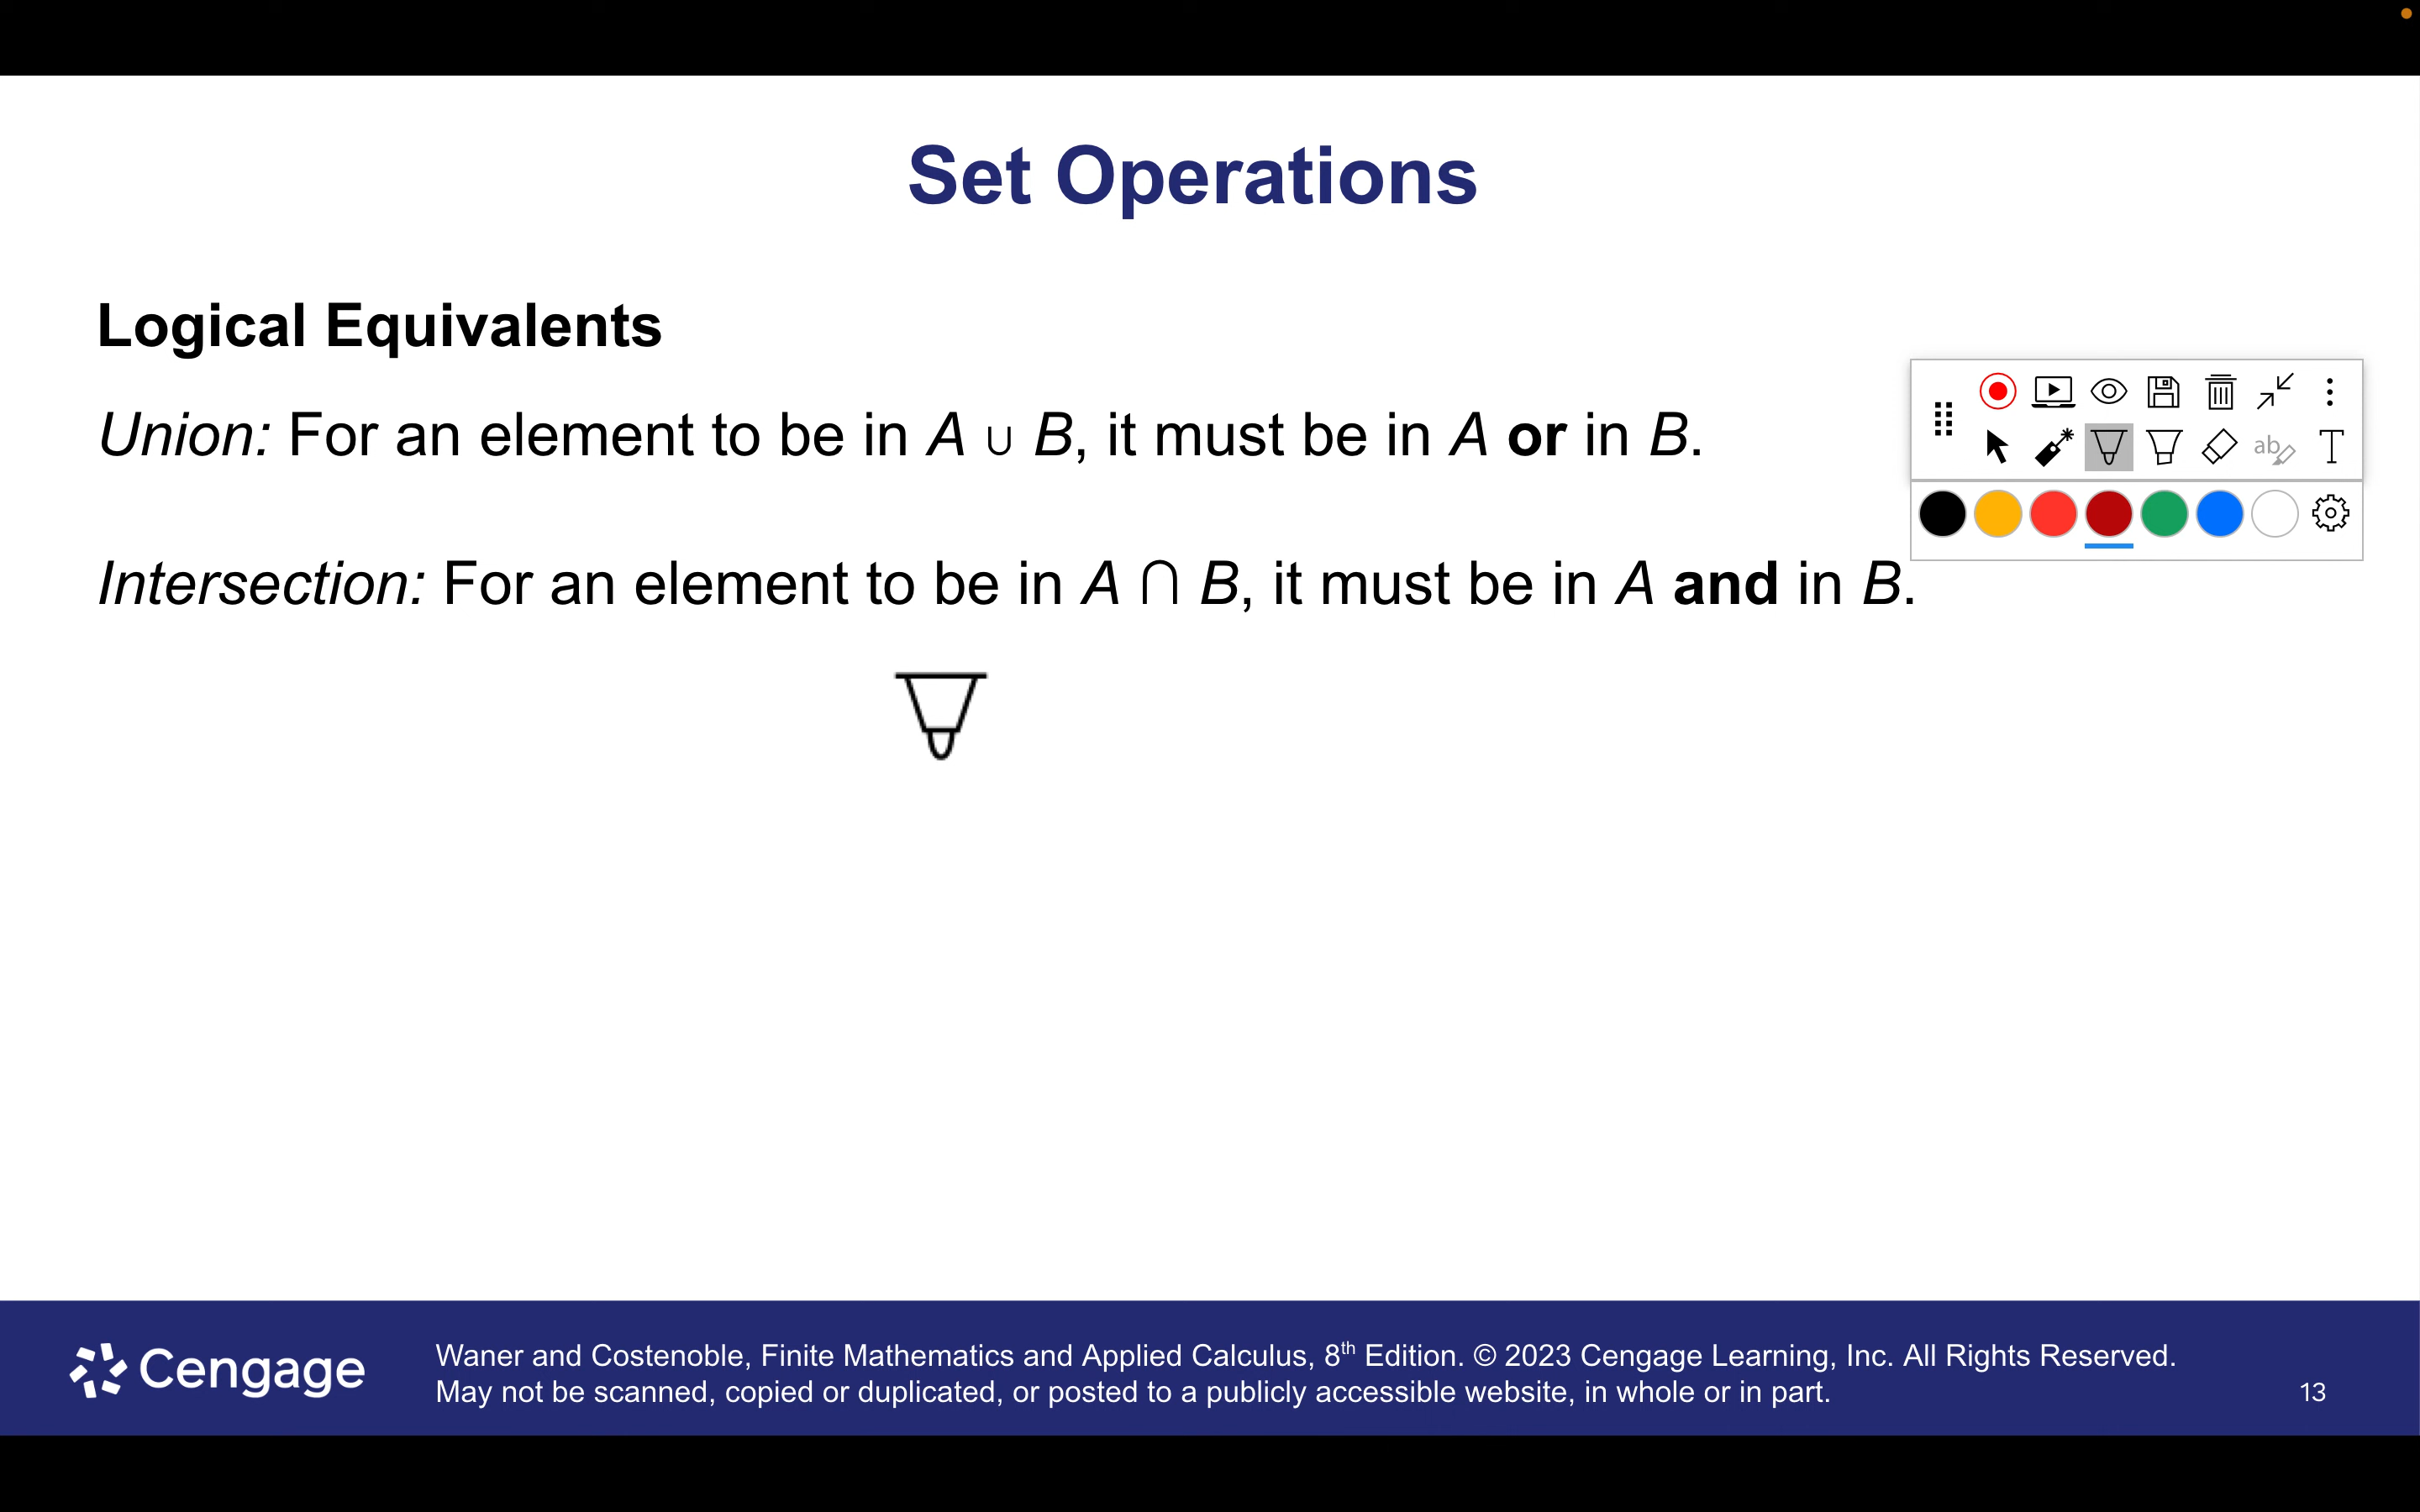 Set Operations
Logical Equivalents
Union: For an element to be in A ∪ B, it must be in A or in B.
Intersection: For an element to be in A ∩ B, it must be in A and in B.
ab
T
Cengage
Waner and Costenoble, Finite Mathematics and Applied Calculus, 8th Edition. © 2023 Cengage Learning, Inc. All Rights Reserved.
May not be scanned, copied or duplicated, or posted to a publicly accessible website, in whole or in part.
13